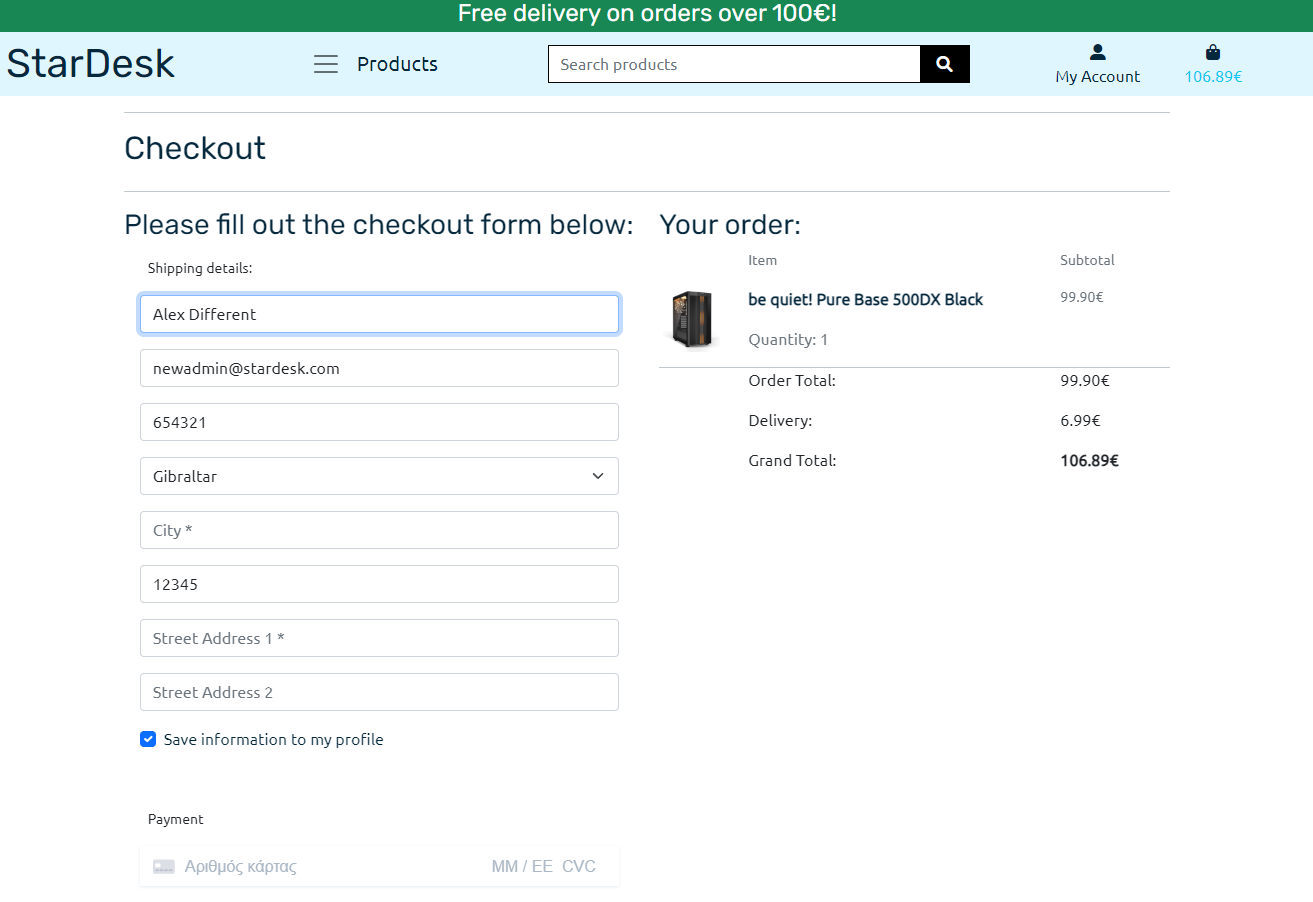 Free delivery on orders over 100€!
StarDesk
Products
Search products
My Account
106.89€
Checkout
Please fill out the checkout form below:
Shipping details:
Alex Different
newadmin@stardesk.com
654321
Gibraltar
City *
12345
Street Address 1 *
Street Address 2
Save information to my profile
Payment
Αριθμός κάρτας MM / ΕΕ CVC
Your order:
Item Subtotal
be quiet! Pure Base 500DX Black 99.90€
Quantity: 1
Order Total: 99.90€
Delivery: 6.99€
Grand Total: 106.89€